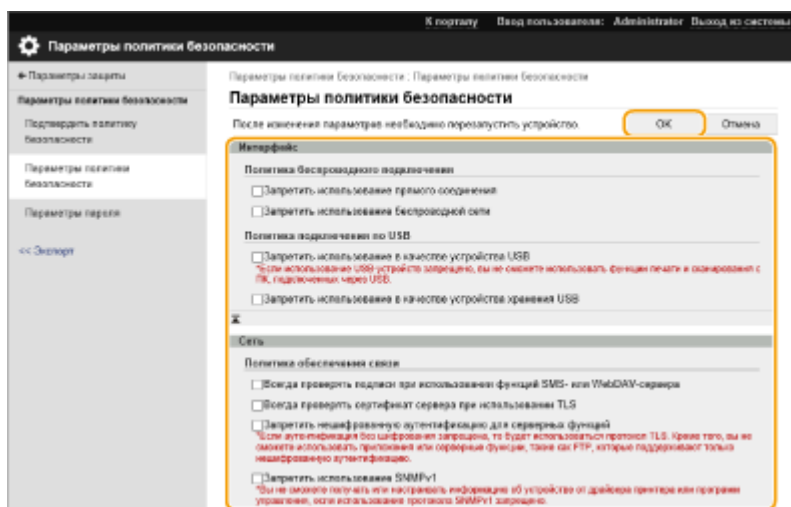 К порталу Вход пользователя: Administrator Выход из системы
Параметры политики безопасности
Параметры защиты
Параметры политики безопасности : Параметры политики безопасности
Параметры политики безопасности
Параметры политики безопасности
Подтвердить политику
безопасности
После изменения параметров необходимо перезапустить устройство.
OK
Отмена
Параметры политики
безопасности
Параметры пароля
<< Экспорт
Интерфейс
Политика беспроводного подключения
Запретить использование прямого соединения
Запретить использование беспроводной сети
Политика подключения по USB
Запретить использование в качестве устройства USB
*Если использование USB-устройств запрещено, вы не сможете использовать функции печати и сканирования с
ПК, подключенных через USB.
Запретить использование в качестве устройства хранения USB
Сеть
Политика обеспечения связи
Всегда проверять подписи при использовании функций SMS- или WebDAV-сервера
Всегда проверять сертификат сервера при использовании TLS
Запретить нешифрованную аутентификацию для серверных функций
*Если аутентификация без шифрования запрещена, то будет использоваться протокол TLS. Кроме того, вы не
сможете использовать приложения или серверные функции, такие как FTP, которые поддерживают только
нешифрованную аутентификацию.
Запретить использование SNMPv1
*Вы не сможете получать или настраивать информацию об устройстве от драйвера принтера или программ
управления, если использование протокола SNMPv1 запрещено.